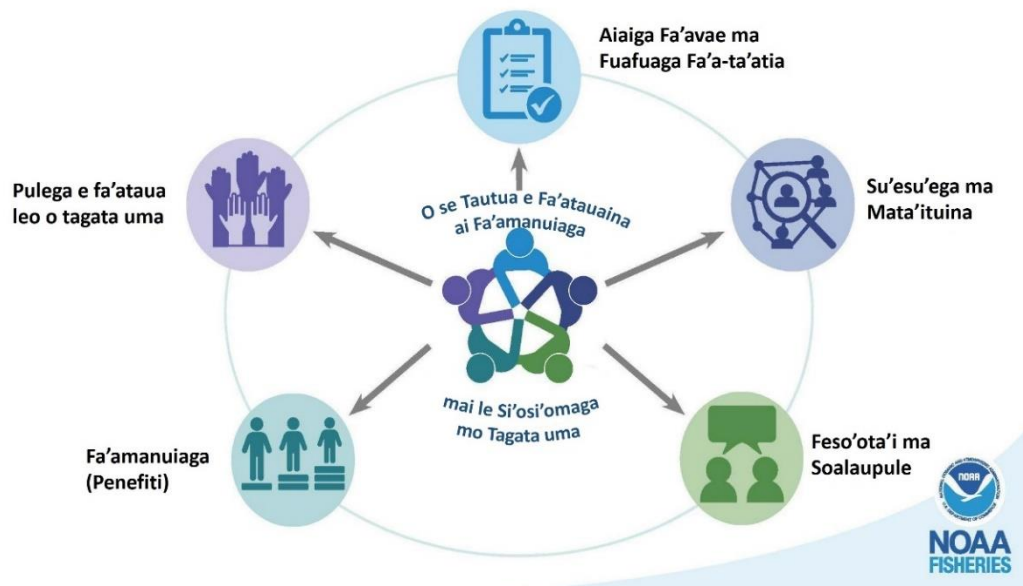 Aiaiga Fa'avae ma
Fuafuaga Fa'a-ta'atia
Pulega e fa'ataua
leo o tagata uma
Su'esu'ega ma
Mata'ituina
O se Tautua e Fa'atauaina
ai Fa'amanuiaga
mai le Si'osi'omaga
mo Tagata uma
Fa'amanuiaga
(Penefiti)
Feso'ota'i ma
Soalaupule
NOAA
NOAA
FISHERIES